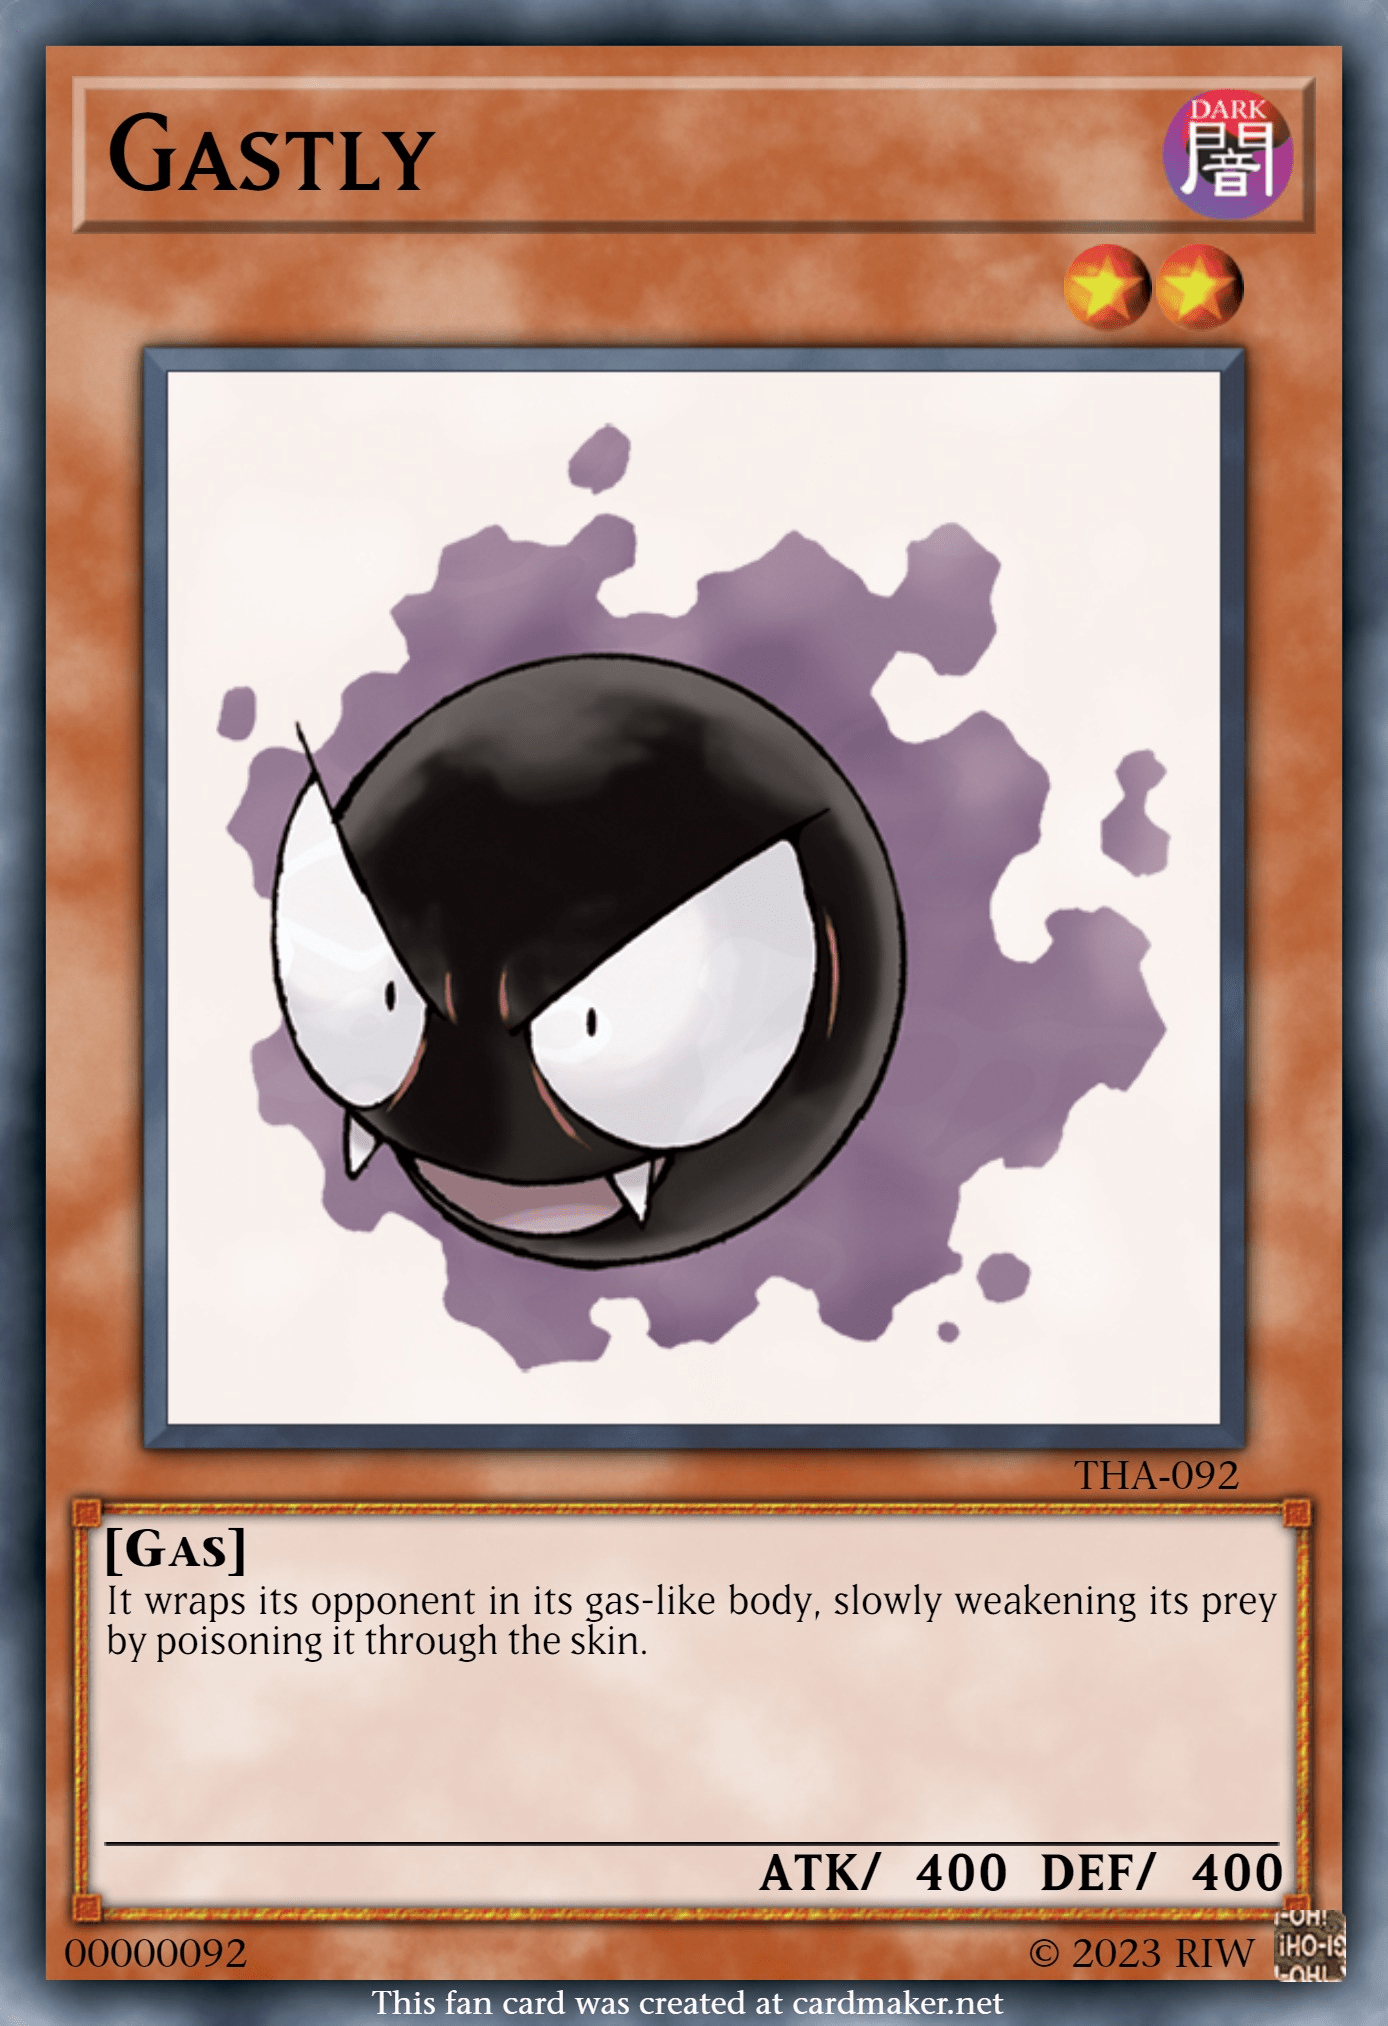 Gastly
DARK
闇
THA-092
[Gas]
It wraps its opponent in its gas-like body, slowly weakening its prey
by poisoning it through the skin.
ATK/ 400 DEF/ 400
00000092
© 2023 RIW
This fan card was created at cardmaker.net